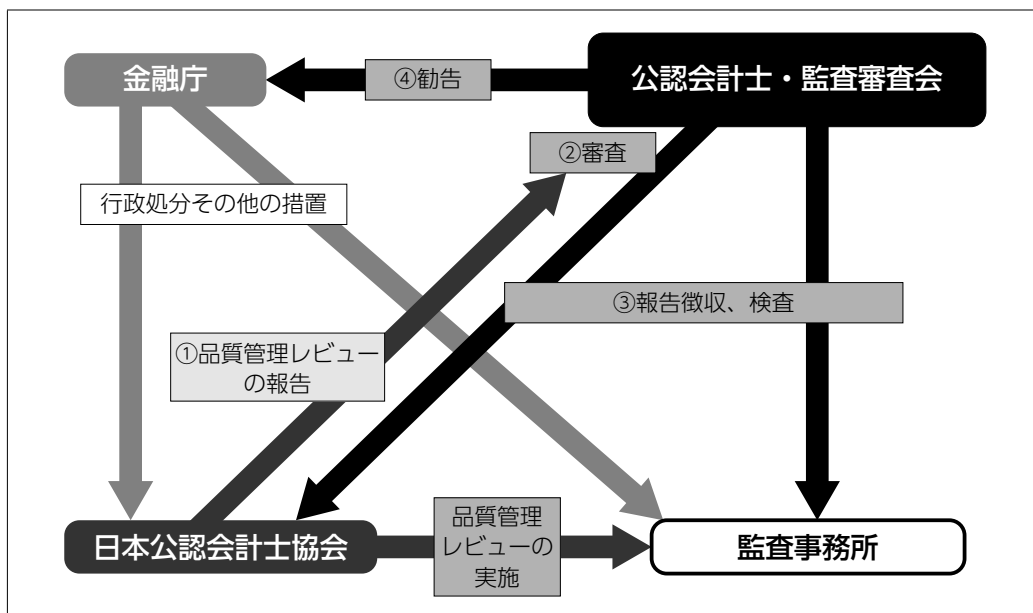 金融庁
④勧告
公認会計士・監査審査会
②審査
行政処分その他の措置
③報告徴収、検査
①品質管理レビュー
の報告
日本公認会計士協会
品質管理
レビューの
実施
監査事務所